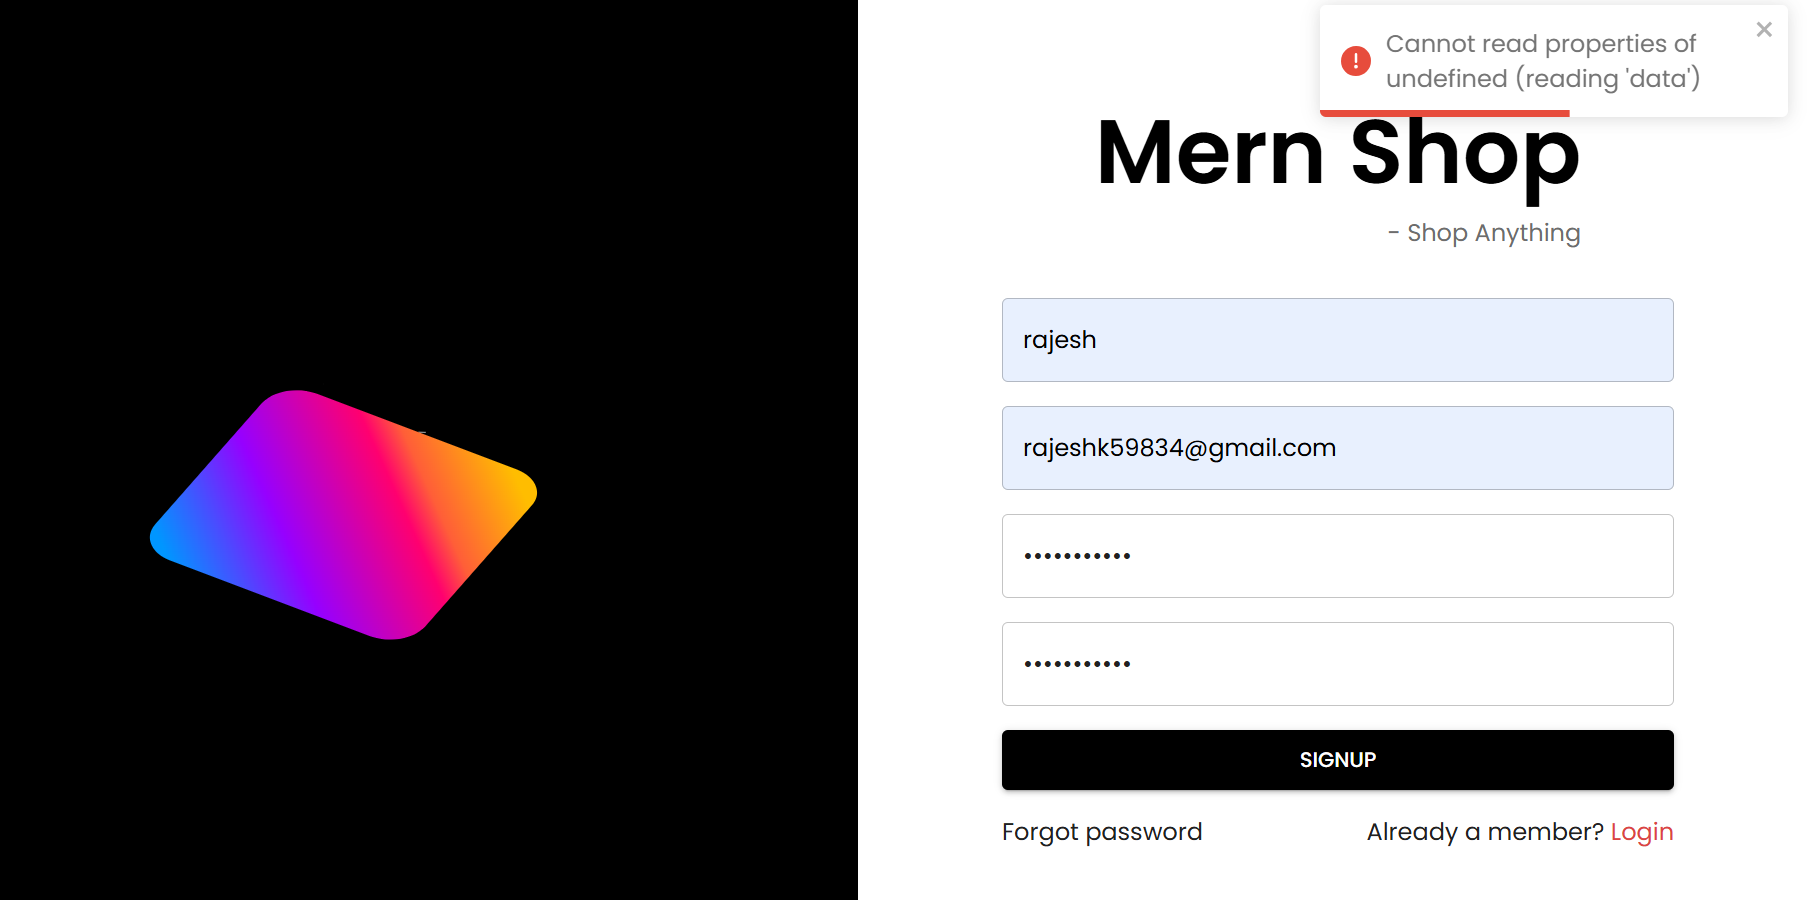 Cannot read properties of
undefined (reading 'data')
Mern Shop
- Shop Anything
rajesh
rajeshk59834@gmail.com
•••••••••••
•••••••••••
SIGNUP
Forgot password
Already a member? Login